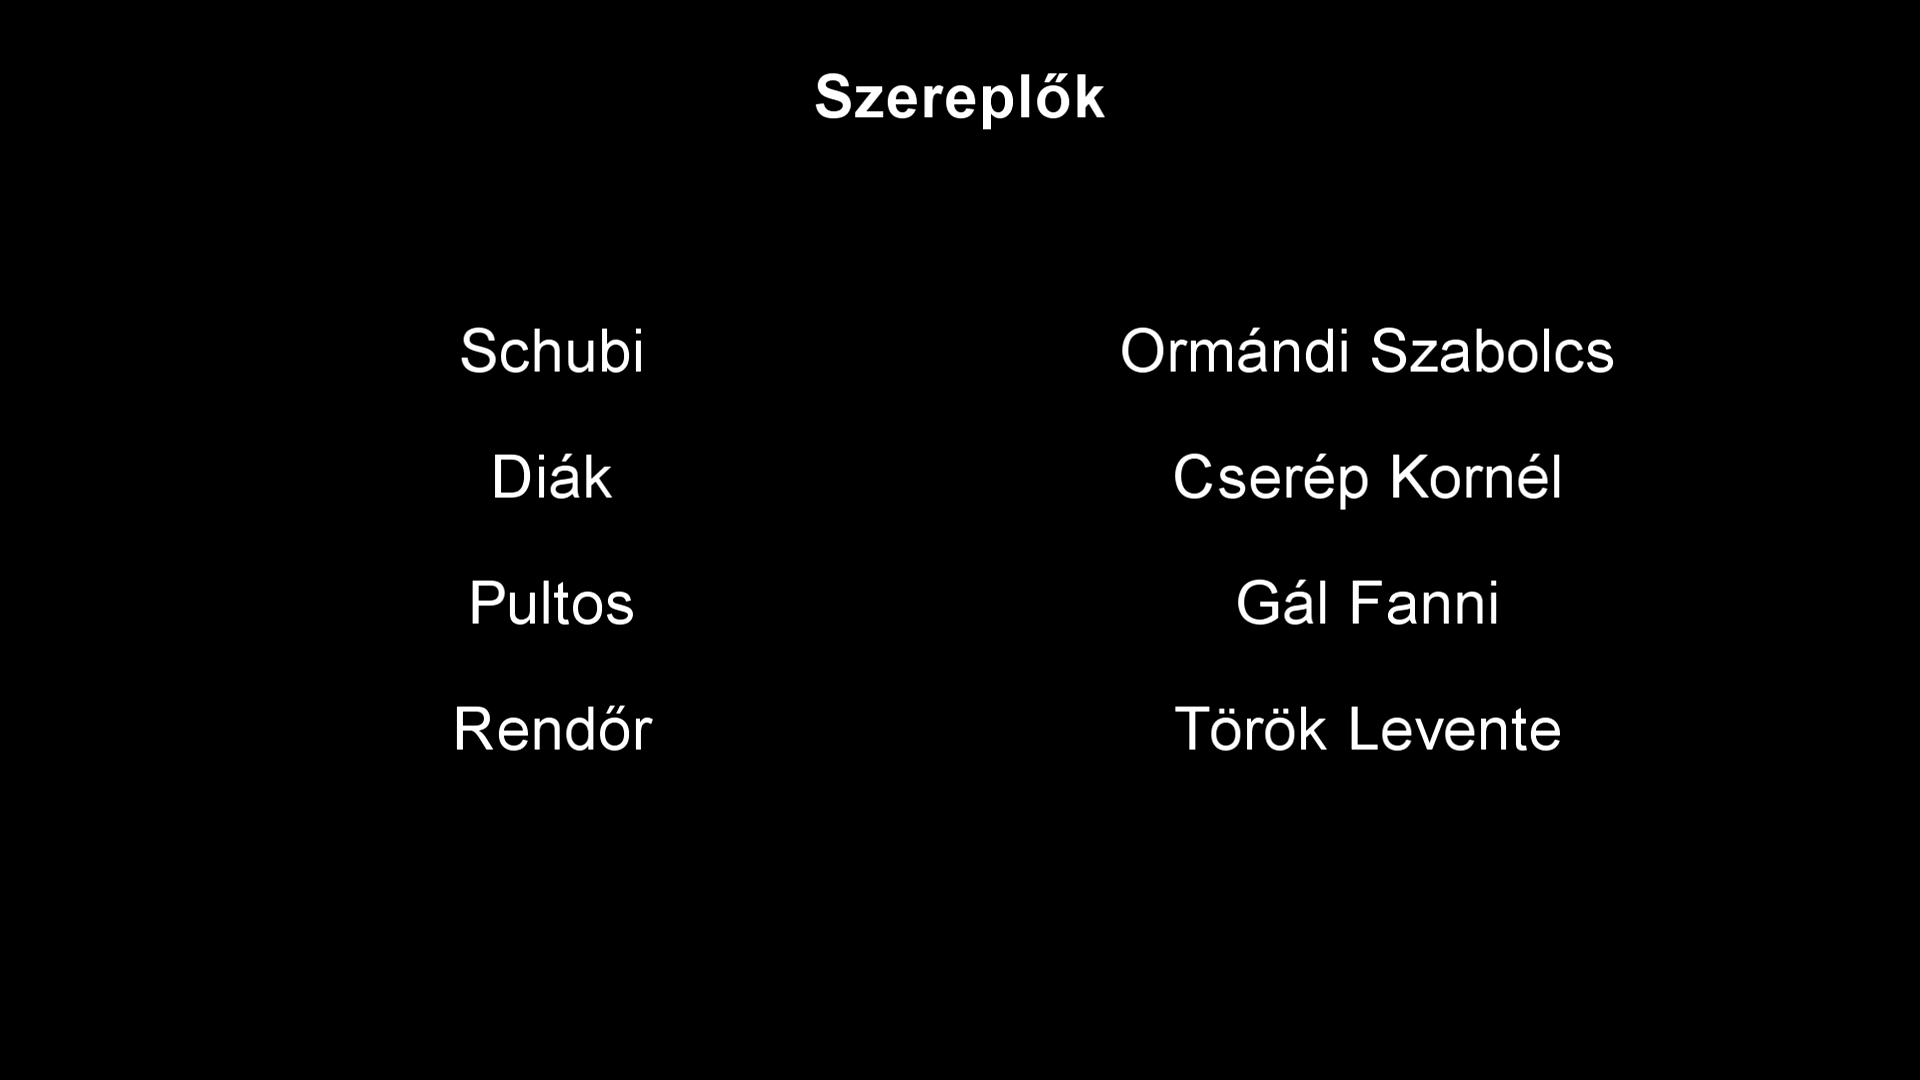 Szereplők
Schubi Ormándi Szabolcs
Diák Cserép Kornél
Pultos Gál Fanni
Rendőr Török Levente